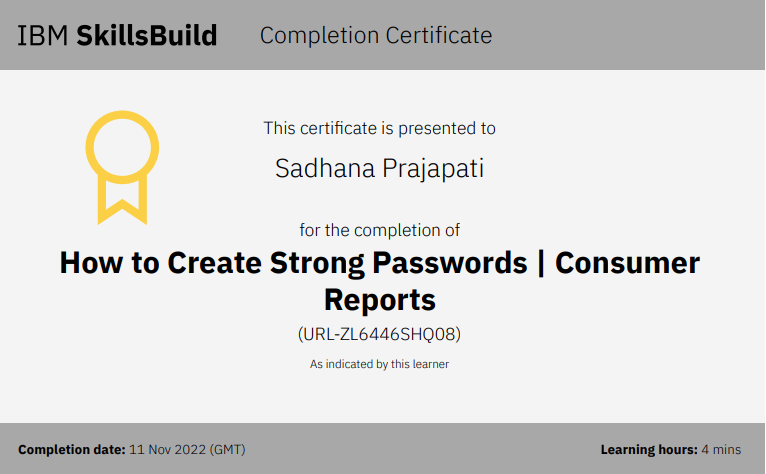 IBM SkillsBuild Completion Certificate
This certificate is presented to
Sadhana Prajapati
for the completion of
How to Create Strong Passwords | Consumer
Reports
(URL-ZL6446SHQ08)
As indicated by this learner
Completion date: 11 Nov 2022 (GMT) Learning hours: 4 mins